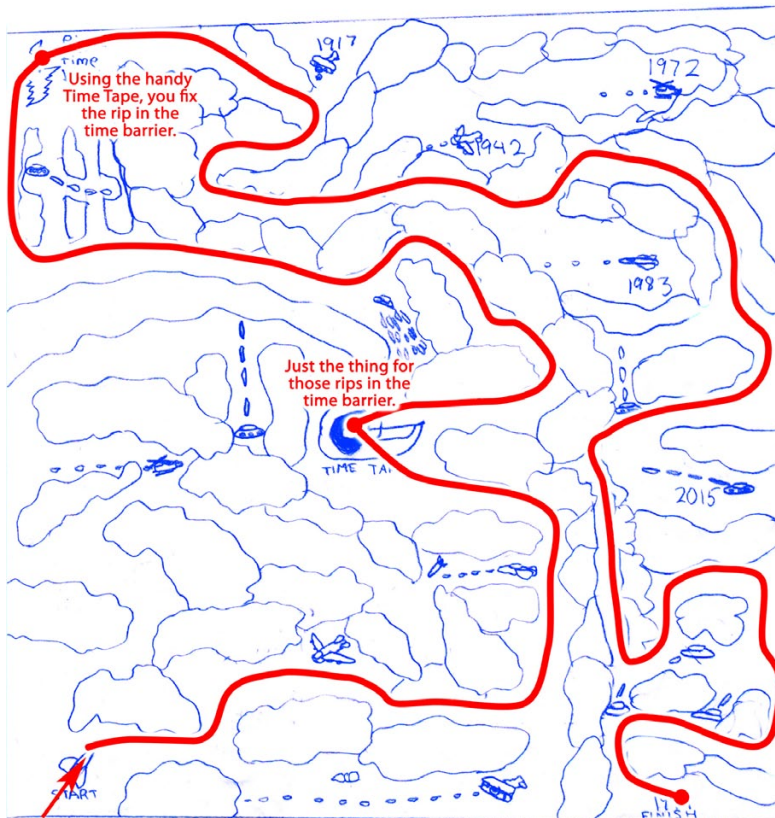 1917
TIME
Using the handy
Time Tape, you fix
the rip in the
time barrier.
1972
1942
1983
Just the thing for
those rips in the
time barrier.
TIME TA
2015
START
FINISH